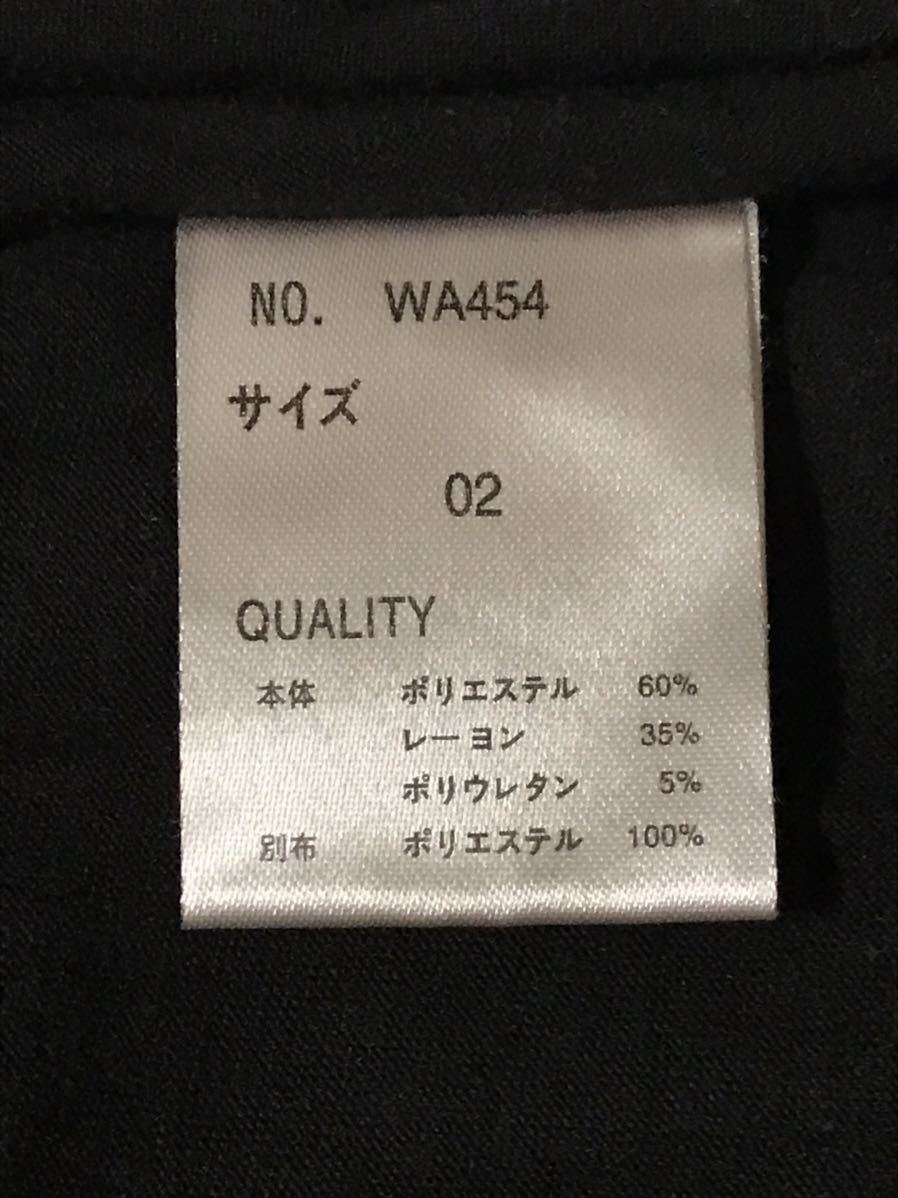 NO. WA454
サイズ
02
QUALITY
本体 ポリエステル 60%
レーヨン 35%
ポリウレタン 5%
別布 ポリエステル 100%